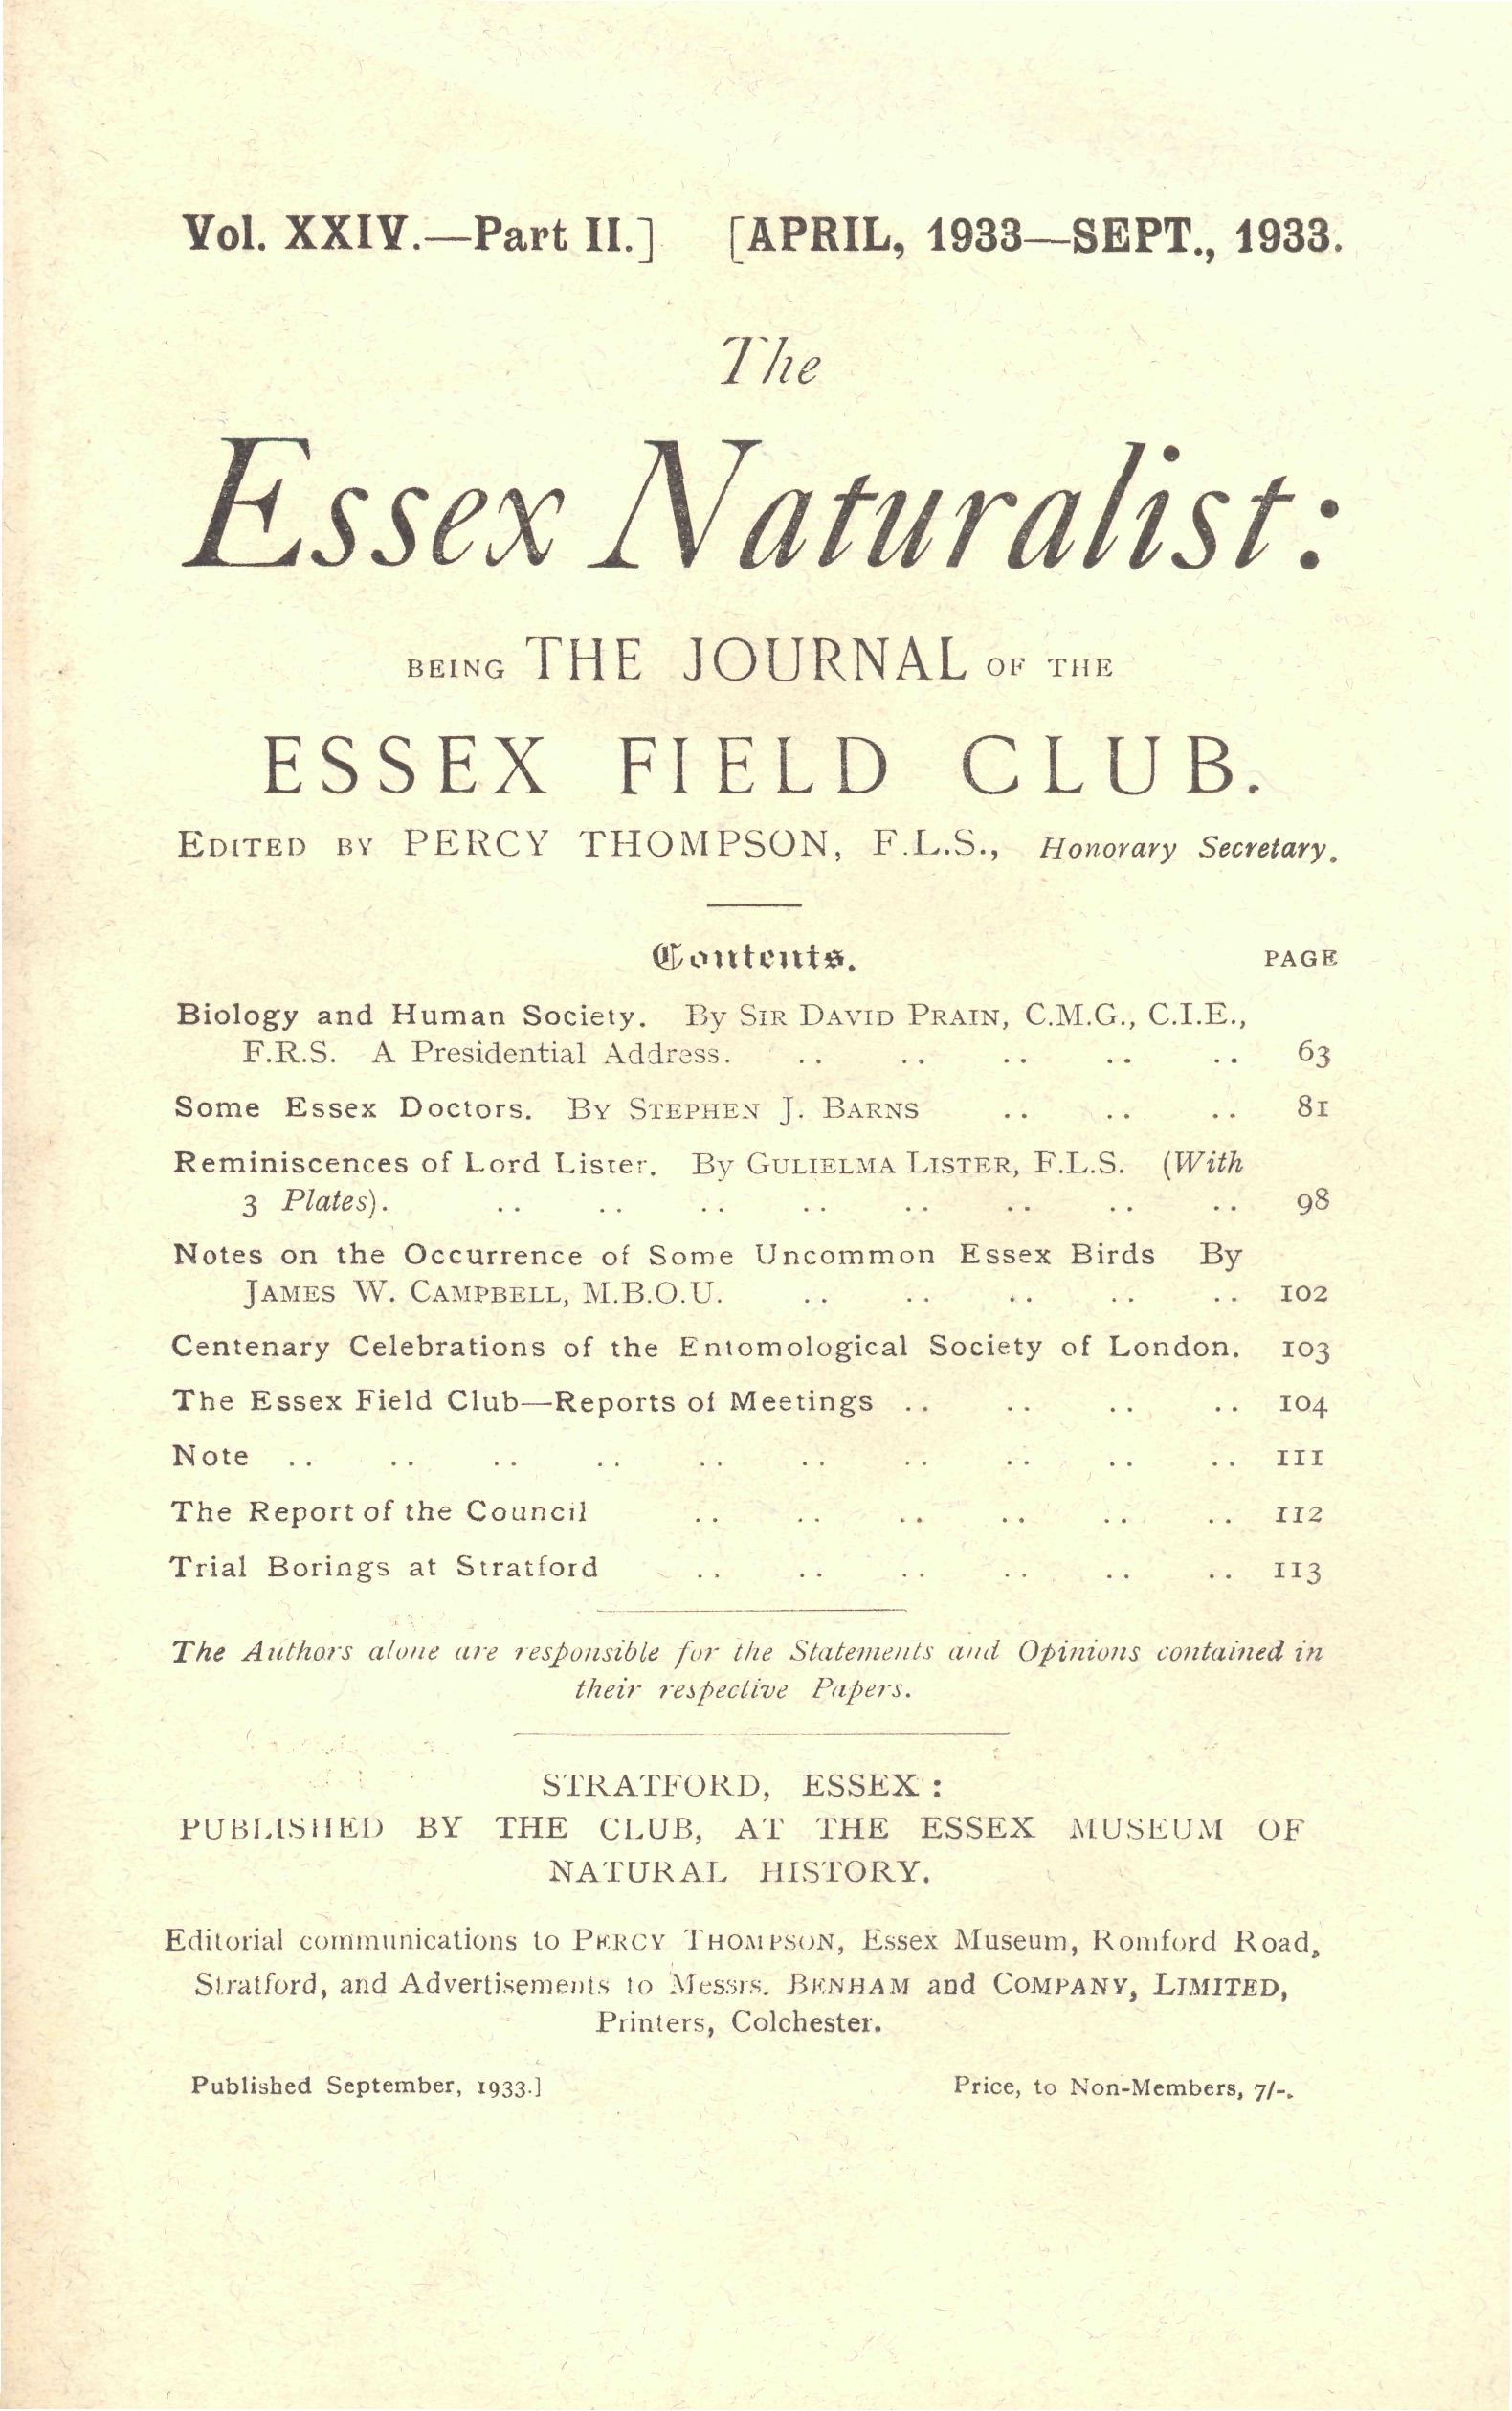 Vol. XXIV.—Part II.] [APRIL, 1933—SEPT., 1933.
The
Essex Naturalist:
BEING THE JOURNAL OF THE
ESSEX FIELD CLUB.
EDITED BY PERCY THOMPSON, F.L.S., Honorary Secretary.
Contents.
PAGE
Biology and Human Society. By SIR DAVID PRAIN, C.M.G., C.I.E.,
F.R.S. A Presidential Address. .. .. .. .. .. 63
Some Essex Doctors. BY STEPHEN J. BARNS .. .. .. 81
Reminiscences of Lord Lister. By GULIELMA LISTER, F.L.S. (With
3 Plates). .. .. .. .. .. .. .. .. 98
Notes on the Occurrence of Some Uncommon Essex Birds By
JAMES W. CAMPBELL, M.B.O.U. .. .. .. .. .. 102
Centenary Celebrations of the Entomological Society of London. 103
The Essex Field Club—Reports of Meetings .. .. .. .. 104
Note .. .. .. .. .. .. .. .. .. .. 111
The Report of the Council .. .. .. .. .. .. 112
Trial Borings at Stratford .. .. .. .. .. .. 113
The Authors alone are responsible for the Statements and Opinions contained in
their respective Papers.
STRATFORD, ESSEX :
PUBLISHED BY THE CLUB, AT THE ESSEX MUSEUM OF
NATURAL HISTORY.
Editorial communications to PERCY THOMPSON, Essex Museum, Romford Road,
Stratford, and Advertisements to Messrs. BENHAM and COMPANY, LIMITED,
Printers, Colchester.
Published September, 1933.] Price, to Non-Members, 7/-.